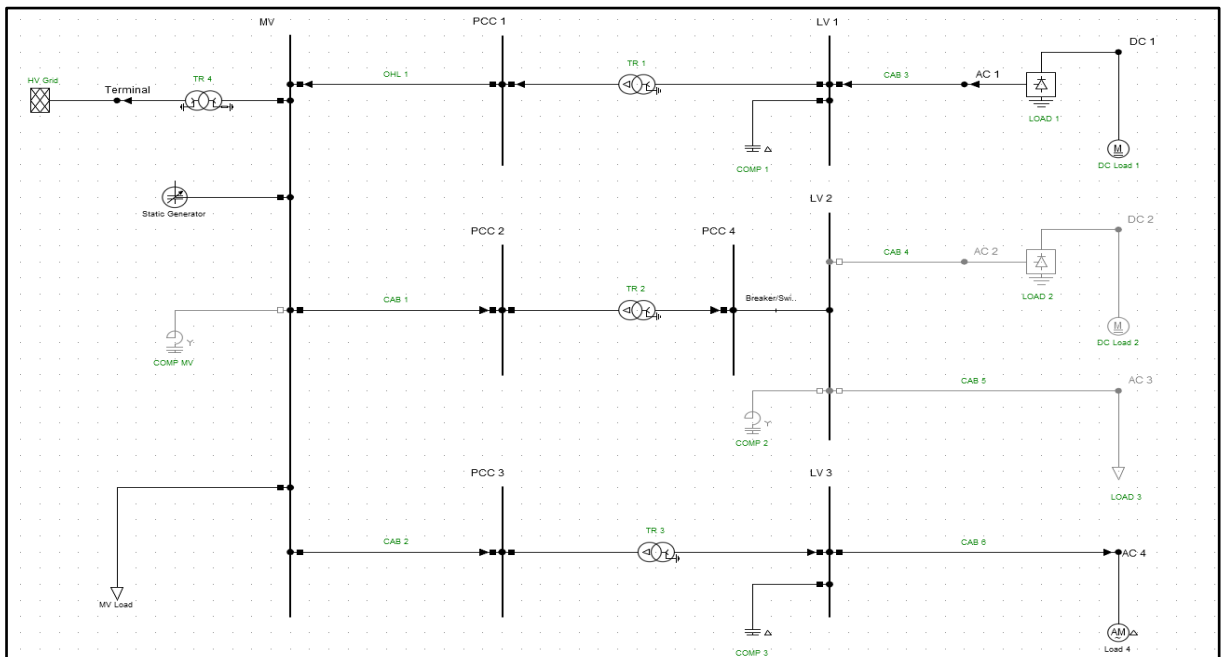 MV
PCC 1
LV 1
DC 1
HV Grid
TR 4
OHL 1
TR 1
CAB 3
AC 1
Terminal
LOAD 1
COMP 1
DC Load 1
M
Static Generator
LV 2
DC 2
PCC 2
PCC 4
CAB 4
AC 2
TR 2
LOAD 2
CAB 1
Breaker/Swi..
M
DC Load 2
Y
COMP MV
CAB 5
AC 3
Y
COMP 2
PCC 3
LV 3
LOAD 3
TR 3
CAB 2
CAB 6
AC 4
MV Load
AM
COMP 3
Load 4